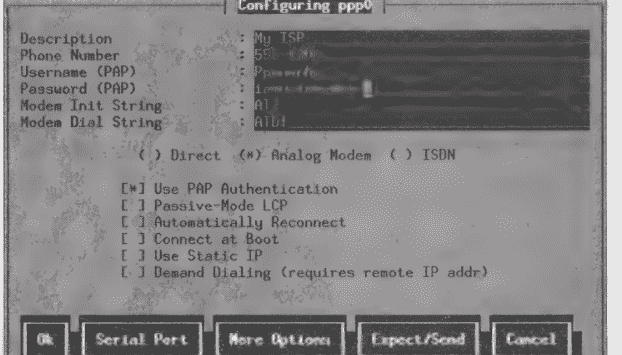 Configuring ppp0
Description : My ISP
Phone Number :
Username (PAP) :
Password (PAP) :
Modem Init String :
Modem Dial String :
( ) Direct (*) Analog Modem ( ) ISDN
[*] Use PAP Authentication
[ ] Passive-Mode LCP
[ ] Automatically Reconnect
[ ] Connect at Boot
[ ] Use Static IP
[ ] Demand Dialing (requires remote IP addr)
Ok Serial Port More Options Expect/Send Cancel